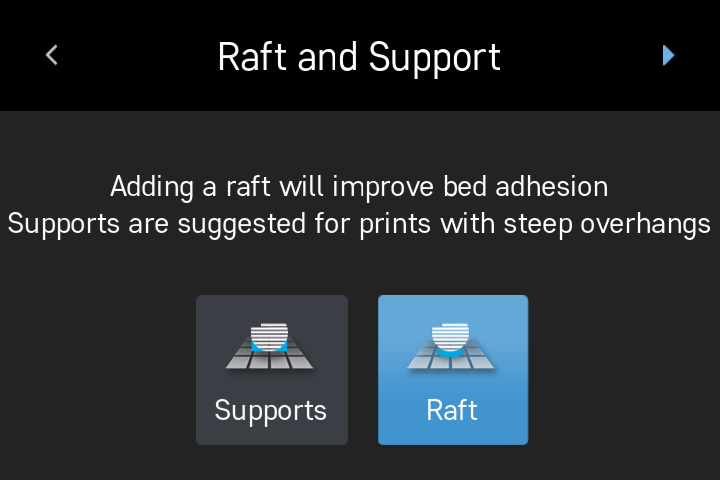 Raft and Support
Adding a raft will improve bed adhesion
Supports are suggested for prints with steep overhangs
Supports
Raft